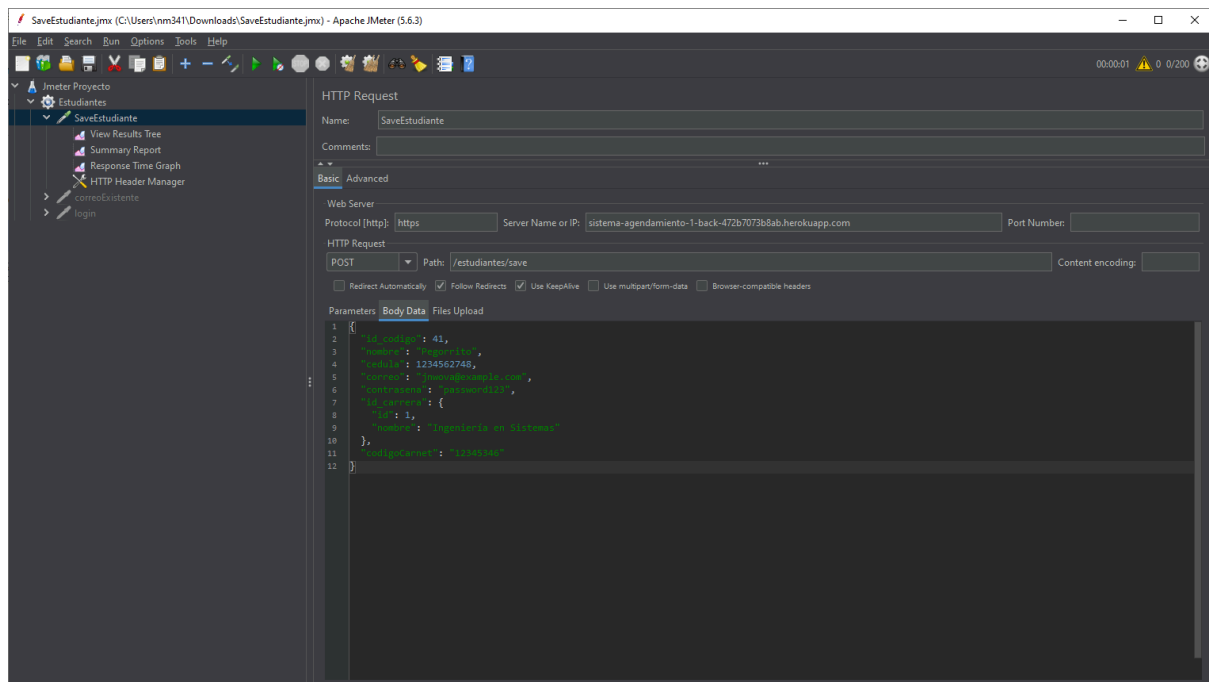 SaveEstudiante.jmx (C:\Users\nm341\Downloads\SaveEstudiante.jmx) - Apache JMeter (5.6.3)
File Edit Search Run Options Tools Help
00:00:01 0 0/200
Jmeter Proyecto
Estudiantes
SaveEstudiante
View Results Tree
Summary Report
Response Time Graph
HTTP Header Manager
correoExistente
login
HTTP Request
Name: SaveEstudiante
Comments:
Basic Advanced
Web Server
Protocol [http]: https Server Name or IP: sistema-agendamiento-1-back-472b7073b8ab.herokuapp.com Port Number:
HTTP Request
POST Path: /estudiantes/save Content encoding:
Redirect Automatically Follow Redirects Use KeepAlive Use multipart/form-data Browser-compatible headers
Parameters Body Data Files Upload
1 {
2 "id_codigo": 41,
3 "nombre": "Pegorrito",
4 "cedula": 1234562748,
5 "correo": "jnwova@example.com",
6 "contrasena": "password123",
7 "id_carrera": {
8 "id": 1,
9 "nombre": "Ingeniería en Sistemas"
10 },
11 "codigoCarnet": "12345346"
12 }